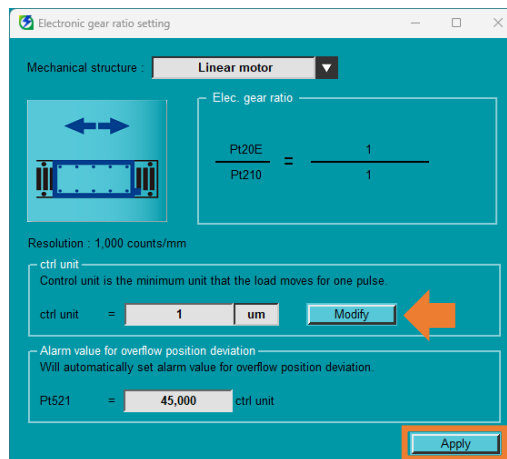 Electronic gear ratio setting
Mechanical structure : Linear motor
Elec. gear ratio
Pt20E = 1
Pt210 1
Resolution : 1,000 counts/mm
ctrl unit
Control unit is the minimum unit that the load moves for one pulse.
ctrl unit = 1 um Modify
Alarm value for overflow position deviation
Will automatically set alarm value for overflow position deviation.
Pt521 = 45,000 ctrl unit
Apply